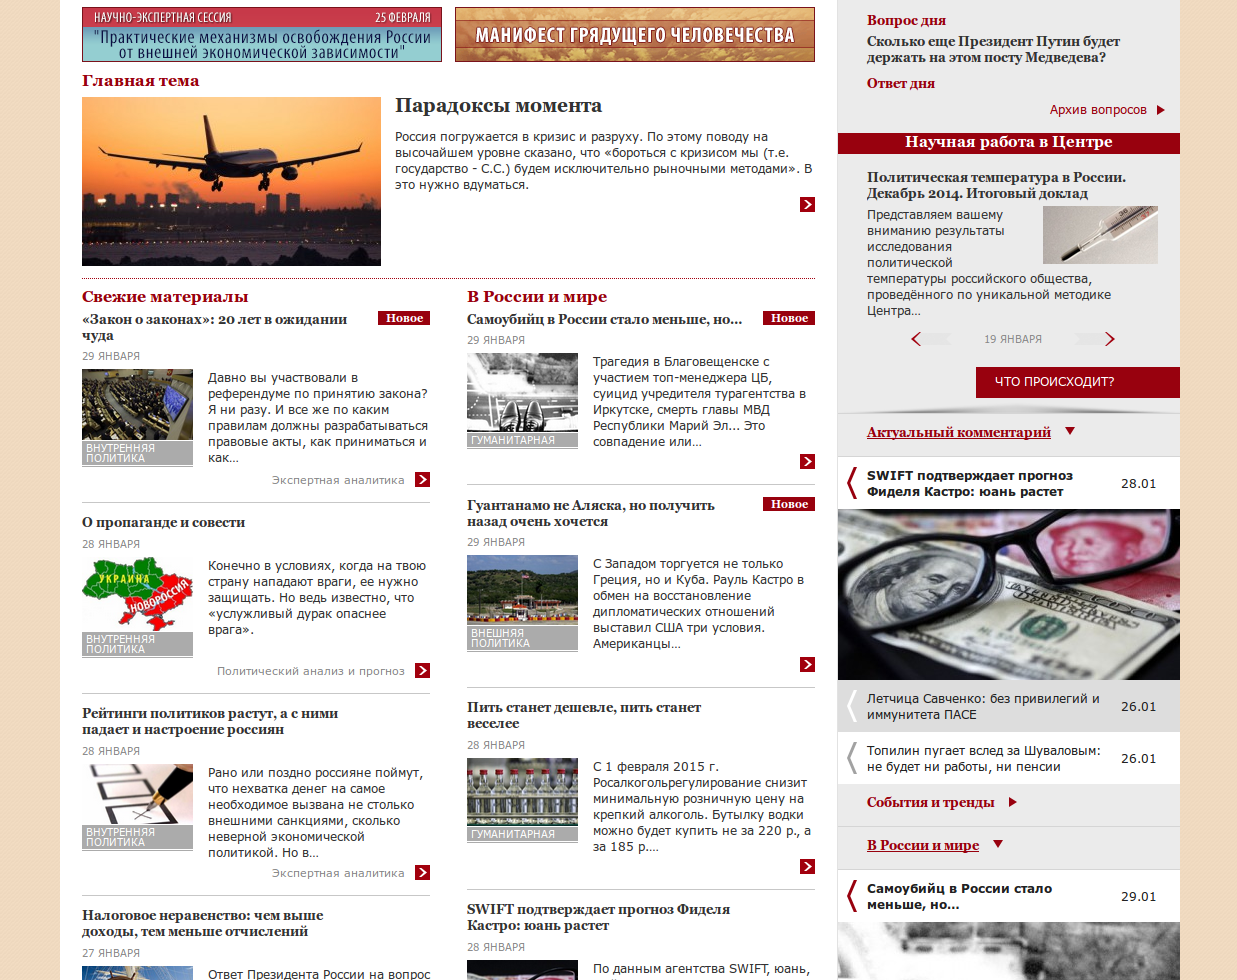 НАУЧНО-ЭКСПЕРТНАЯ СЕССИЯ 25 ФЕВРАЛЯ
"Практические механизмы освобождения России
от внешней экономической зависимости"
МАНИФЕСТ ГРЯДУЩЕГО ЧЕЛОВЕЧЕСТВА
Главная тема
Парадоксы момента
Россия погружается в кризис и разруху. По этому поводу на
высочайшем уровне сказано, что «бороться с кризисом мы (т.е.
государство - С.С.) будем исключительно рыночными методами». В
это нужно вдуматься.
Свежие материалы
«Закон о законах»: 20 лет в ожидании
чуда
Новое
29 ЯНВАРЯ
Давно вы участвовали в
референдуме по принятию закона?
Я ни разу. И все же по каким
правилам должны разрабатываться
правовые акты, как приниматься и
как...
ВНУТРЕННЯЯ
ПОЛИТИКА
Экспертная аналитика
О пропаганде и совести
28 ЯНВАРЯ
УКРАИНА
НОВОРОССИЯ
Конечно в условиях, когда на твою
страну нападают враги, ее нужно
защищать. Но ведь известно, что
«услужливый дурак опаснее
врага».
ВНУТРЕННЯЯ
ПОЛИТИКА
Политический анализ и прогноз
Рейтинги политиков растут, а с ними
падает и настроение россиян
28 ЯНВАРЯ
Рано или поздно россияне поймут,
что нехватка денег на самое
необходимое вызвана не столько
внешними санкциями, сколько
неверной экономической
политикой. Но в...
ВНУТРЕННЯЯ
ПОЛИТИКА
Экспертная аналитика
Налоговое неравенство: чем выше
доходы, тем меньше отчислений
27 ЯНВАРЯ
Ответ Президента России на вопрос
В России и мире
Самоубийц в России стало меньше, но...
Новое
29 ЯНВАРЯ
Трагедия в Благовещенске с
участием топ-менеджера ЦБ,
суицид учредителя турагентства в
Иркутске, смерть главы МВД
Республики Марий Эл... Это
совпадение или...
ГУМАНИТАРНАЯ
Гуантанамо не Аляска, но получить
назад очень хочется
Новое
29 ЯНВАРЯ
С Западом торгуется не только
Греция, но и Куба. Рауль Кастро в
обмен на восстановление
дипломатических отношений
выставил США три условия.
Американцы...
ВНЕШНЯЯ
ПОЛИТИКА
Пить станет дешевле, пить станет
веселее
28 ЯНВАРЯ
С 1 февраля 2015 г.
Росалкогольрегулирование снизит
минимальную розничную цену на
крепкий алкоголь. Бутылку водки
можно будет купить не за 220 р., а
за 185 р....
ГУМАНИТАРНАЯ
SWIFT подтверждает прогноз Фиделя
Кастро: юань растет
28 ЯНВАРЯ
По данным агентства SWIFT, юань,
Вопрос дня
Сколько еще Президент Путин будет
держать на этом посту Медведева?
Ответ дня
Архив вопросов
Научная работа в Центре
Политическая температура в России.
Декабрь 2014. Итоговый доклад
Представляем вашему
вниманию результаты
исследования
политической
температуры российского общества,
проведённого по уникальной методике
Центра...
19 ЯНВАРЯ
ЧТО ПРОИСХОДИТ?
Актуальный комментарий
SWIFT подтверждает прогноз
Фиделя Кастро: юань растет
28.01
Летчица Савченко: без привилегий и
иммунитета ПАСЕ
26.01
Топилин пугает вслед за Шуваловым:
не будет ни работы, ни пенсии
26.01
События и тренды
В России и мире
Самоубийц в России стало
меньше, но...
29.01